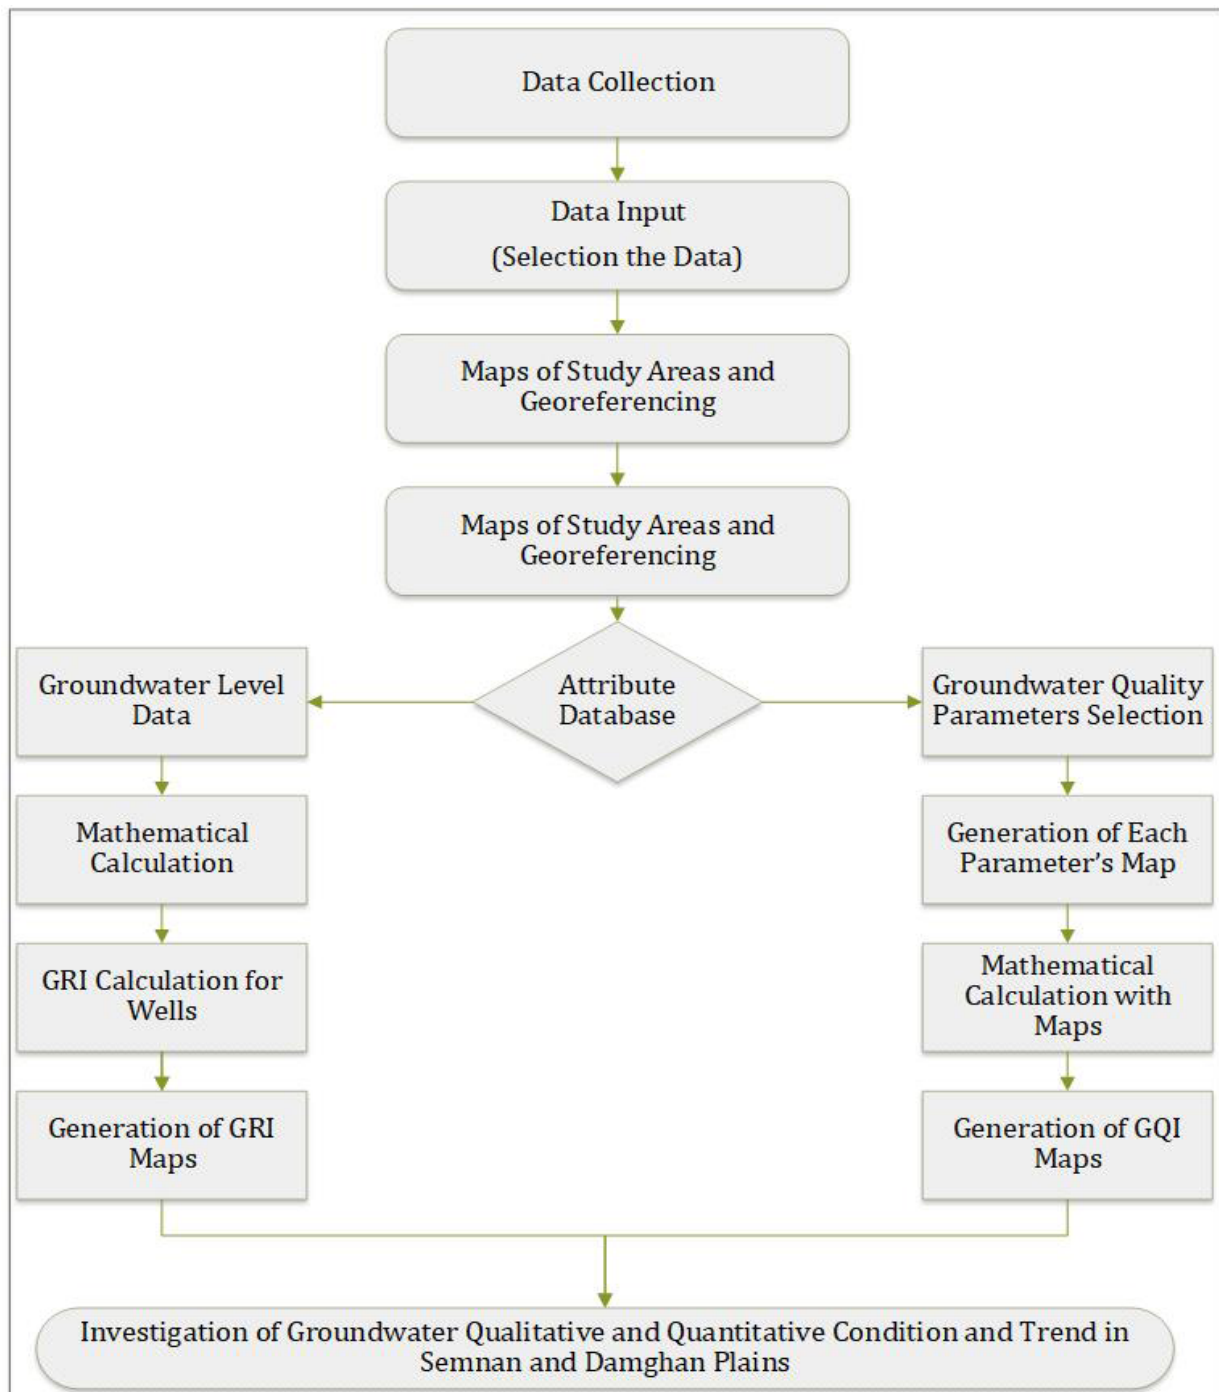 Data Collection
Data Input
(Selection the Data)
Maps of Study Areas and
Georeferencing
Maps of Study Areas and
Georeferencing
Attribute
Database
Groundwater Level
Data
Mathematical
Calculation
GRI Calculation for
Wells
Generation of GRI
Maps
Groundwater Quality
Parameters Selection
Generation of Each
Parameter’s Map
Mathematical
Calculation with
Maps
Generation of GQI
Maps
Investigation of Groundwater Qualitative and Quantitative Condition and Trend in
Semnan and Damghan Plains